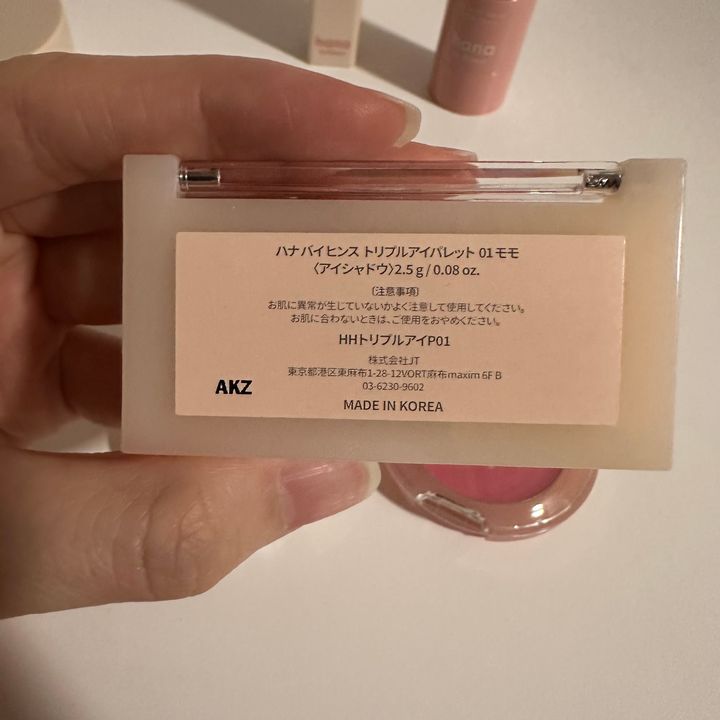 hana
ハナ バイ ヒンス トリプルアイパレット 01 モモ
〈アイシャドウ〉2.5 g / 0.08 oz.
〔注意事項〕
お肌に異常が生じていないかよく注意して使用してください。
お肌に合わないときは、ご使用をおやめください。
HHトリプルアイP01
株式会社JT
東京都港区東麻布1-28-12VORT麻布maxim 6F B
03-6230-9602
AKZ
MADE IN KOREA